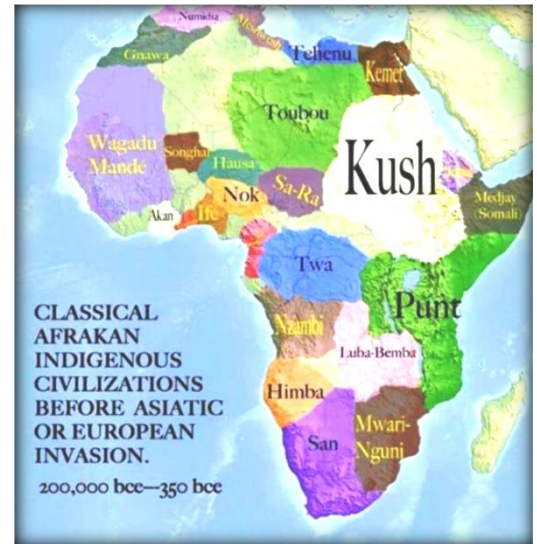 Numidia
Meshwesh
Gnawa
Tehenu
Kemet
Toubou
Wagadu
Mandé
Songhai
Hausa
Kush
Nok
Sa-Ra
Medjay
(Somali)
Akan
Ife
Twa
Punt
Nzambi
Luba-Bemba
Himba
Mwari-
Nguni
San
CLASSICAL
AFRAKAN
INDIGENOUS
CIVILIZATIONS
BEFORE ASIATIC
OR EUROPEAN
INVASION.
200,000 bce—350 bce